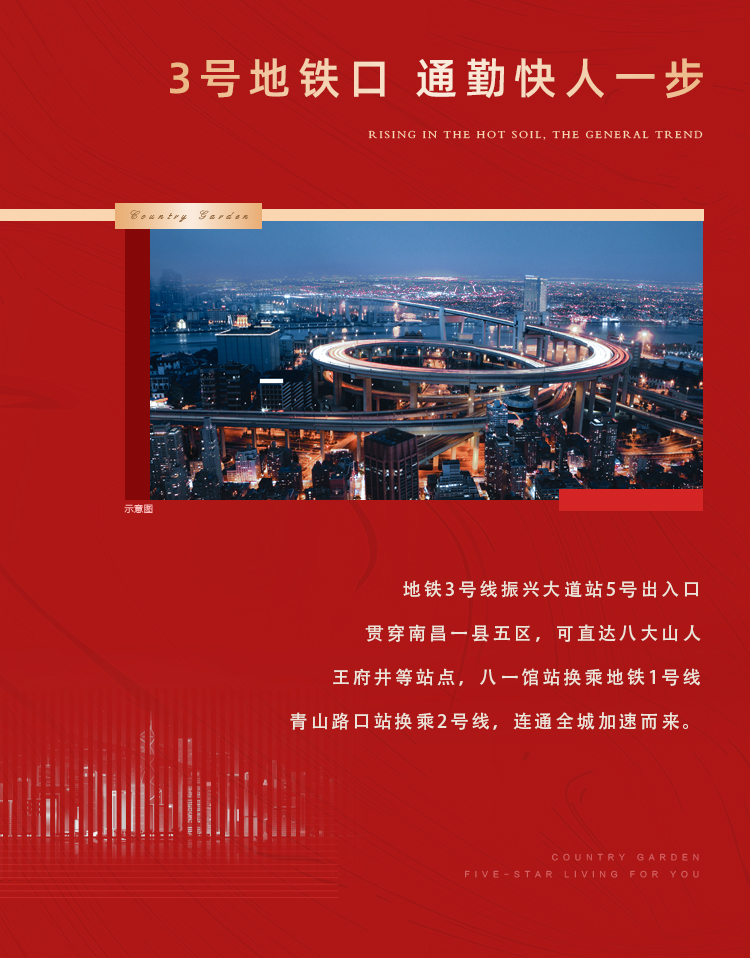 3号地铁口 通勤快人一步
RISING IN THE HOT SOIL, THE GENERAL TREND
Country Garden
示意图
地铁3号线振兴大道站5号出入口
贯穿南昌一县五区，可直达八大山人
王府井等站点，八一馆站换乘地铁1号线
青山路口站换乘2号线，连通全城加速而来。
COUNTRY GARDEN
FIVE-STAR LIVING FOR YOU